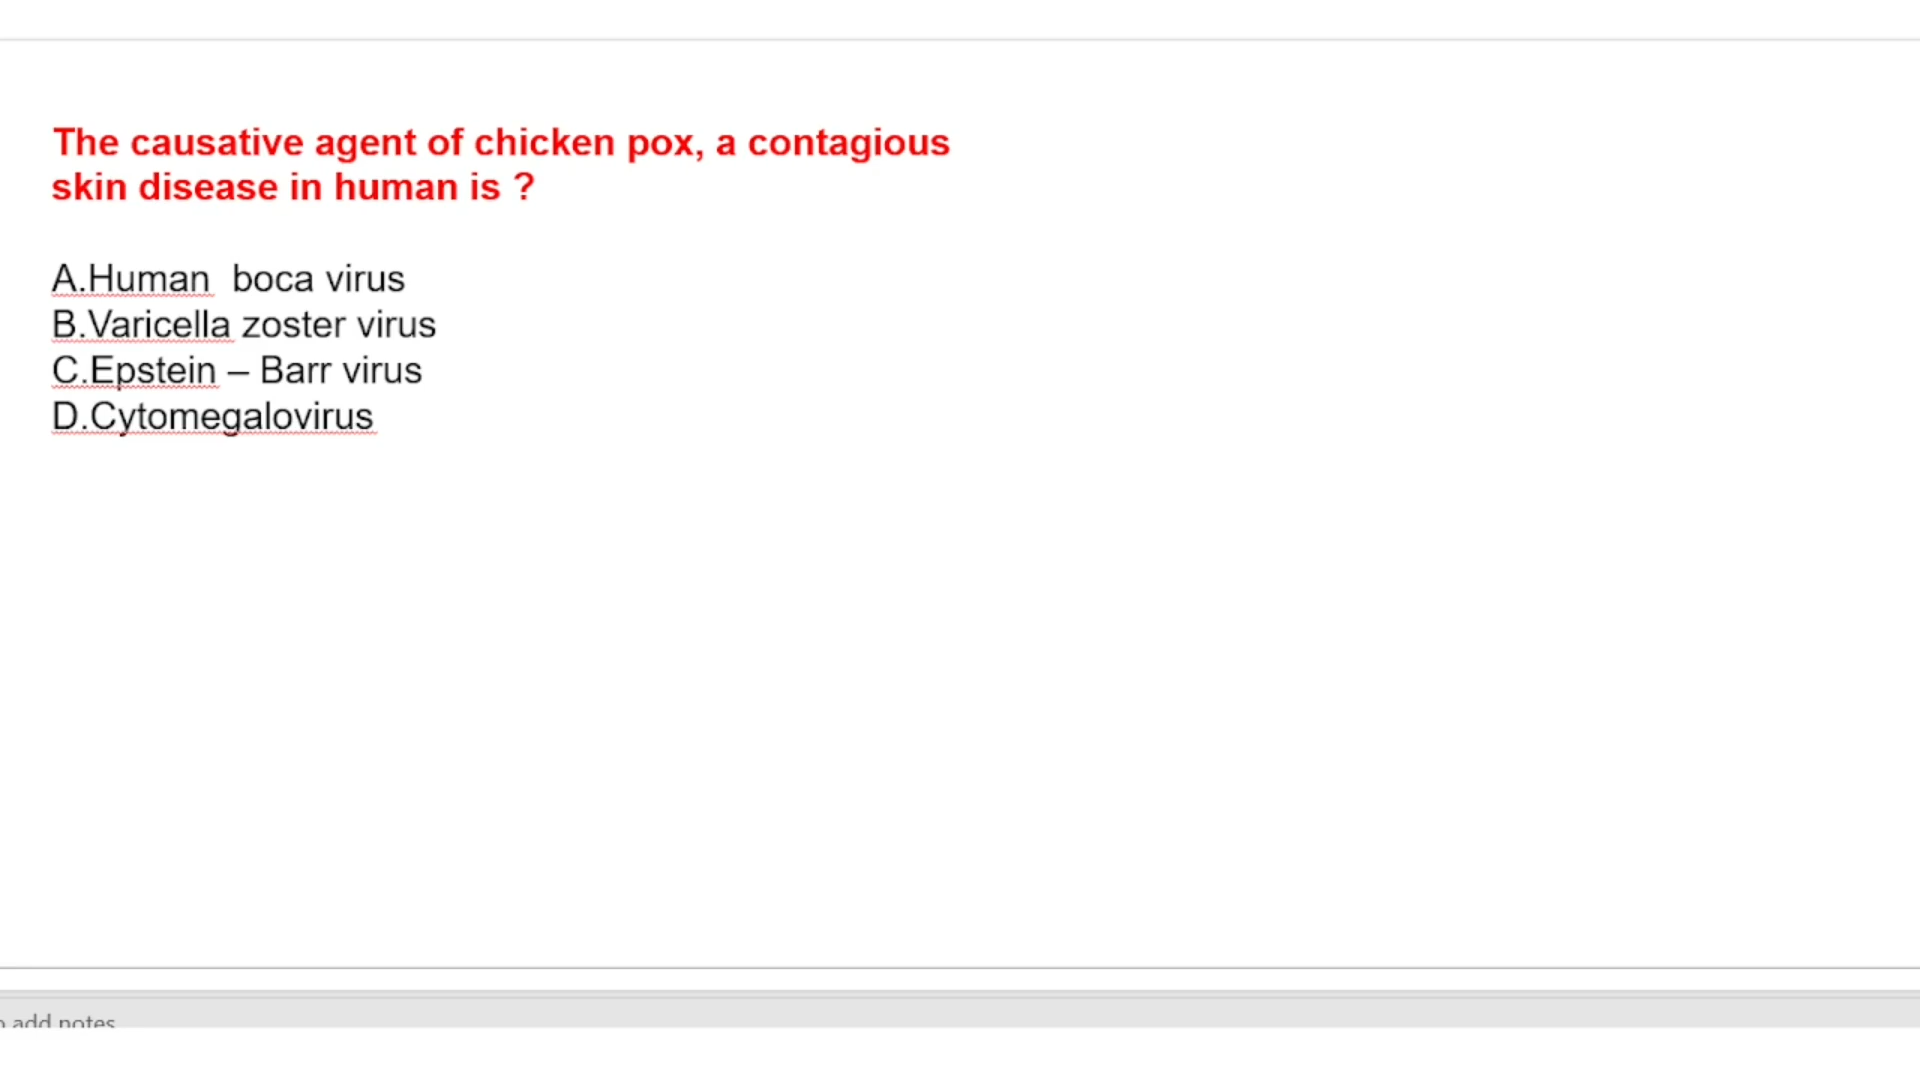 The causative agent of chicken pox, a contagious
skin disease in human is ?
A.Human  boca virus
B.Varicella zoster virus
C.Epstein – Barr virus
D.Cytomegalovirus
add notes